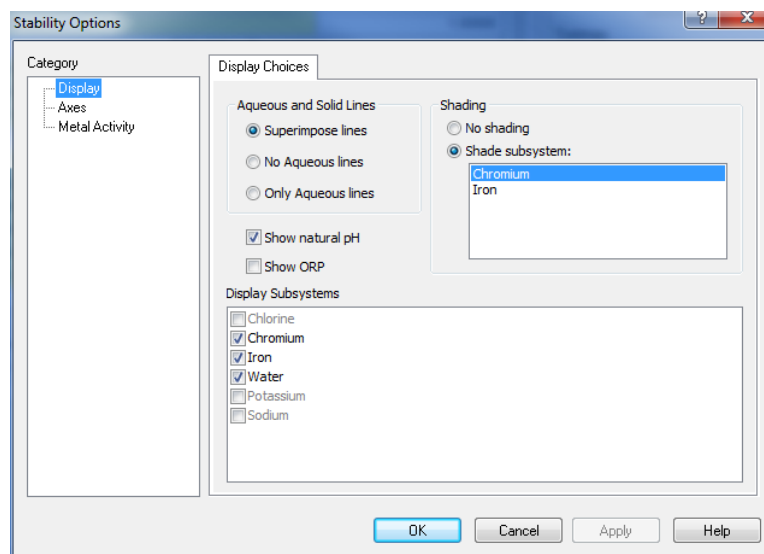 Stability Options
?
X
Category
Display
Axes
Metal Activity
Display Choices
Aqueous and Solid Lines
Superimpose lines
No Aqueous lines
Only Aqueous lines
Show natural pH
Show ORP
Shading
No shading
Shade subsystem:
Chromium
Iron
Display Subsystems
Chlorine
Chromium
Iron
Water
Potassium
Sodium
OK
Cancel
Apply
Help